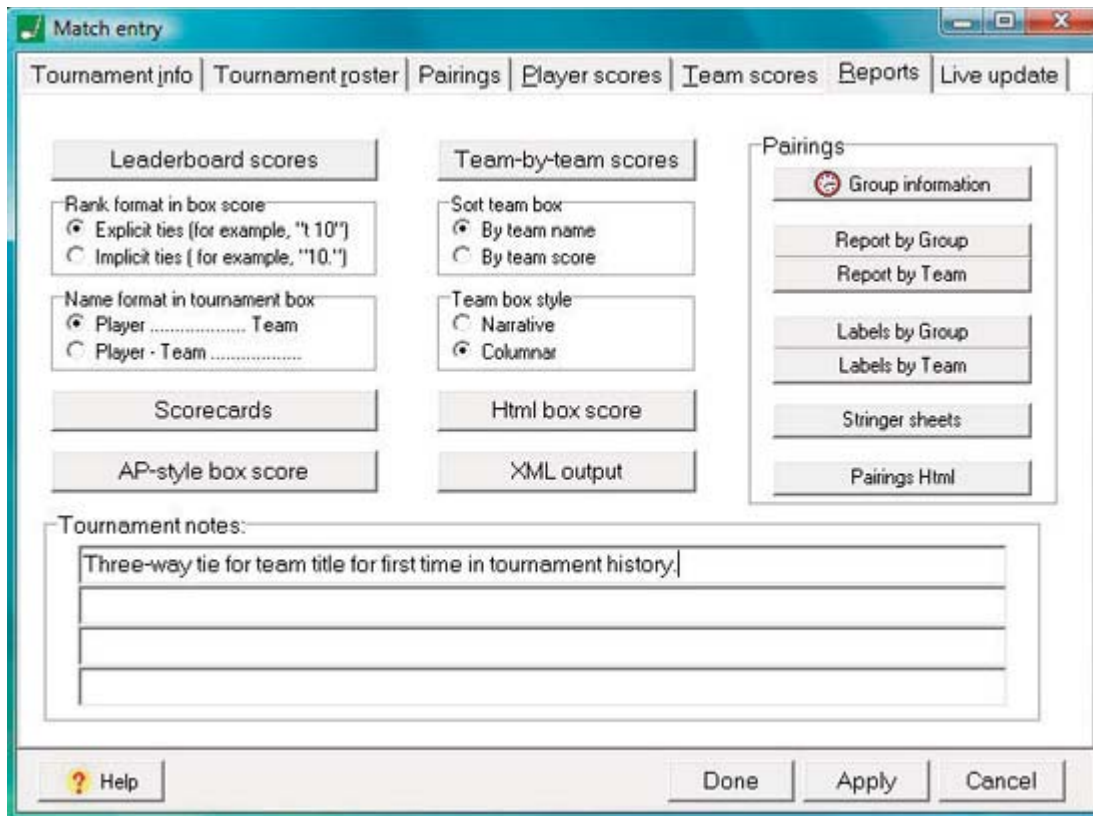 Match entry
Tournament info
Tournament roster
Pairings
Player scores
Team scores
Reports
Live update
Leaderboard scores
Rank format in box score
Explicit ties (for example, "t 10")
Implicit ties ( for example, "10.")
Name format in tournament box
Player ..................... Team
Player - Team ...................
Scorecards
AP-style box score
Team-by-team scores
Sort team box
By team name
By team score
Team box style
Narrative
Columnar
Html box score
XML output
Pairings
Group information
Report by Group
Report by Team
Labels by Group
Labels by Team
Stringer sheets
Pairings Html
Tournament notes:
Three-way tie for team title for first time in tournament history.
? Help
Done
Apply
Cancel